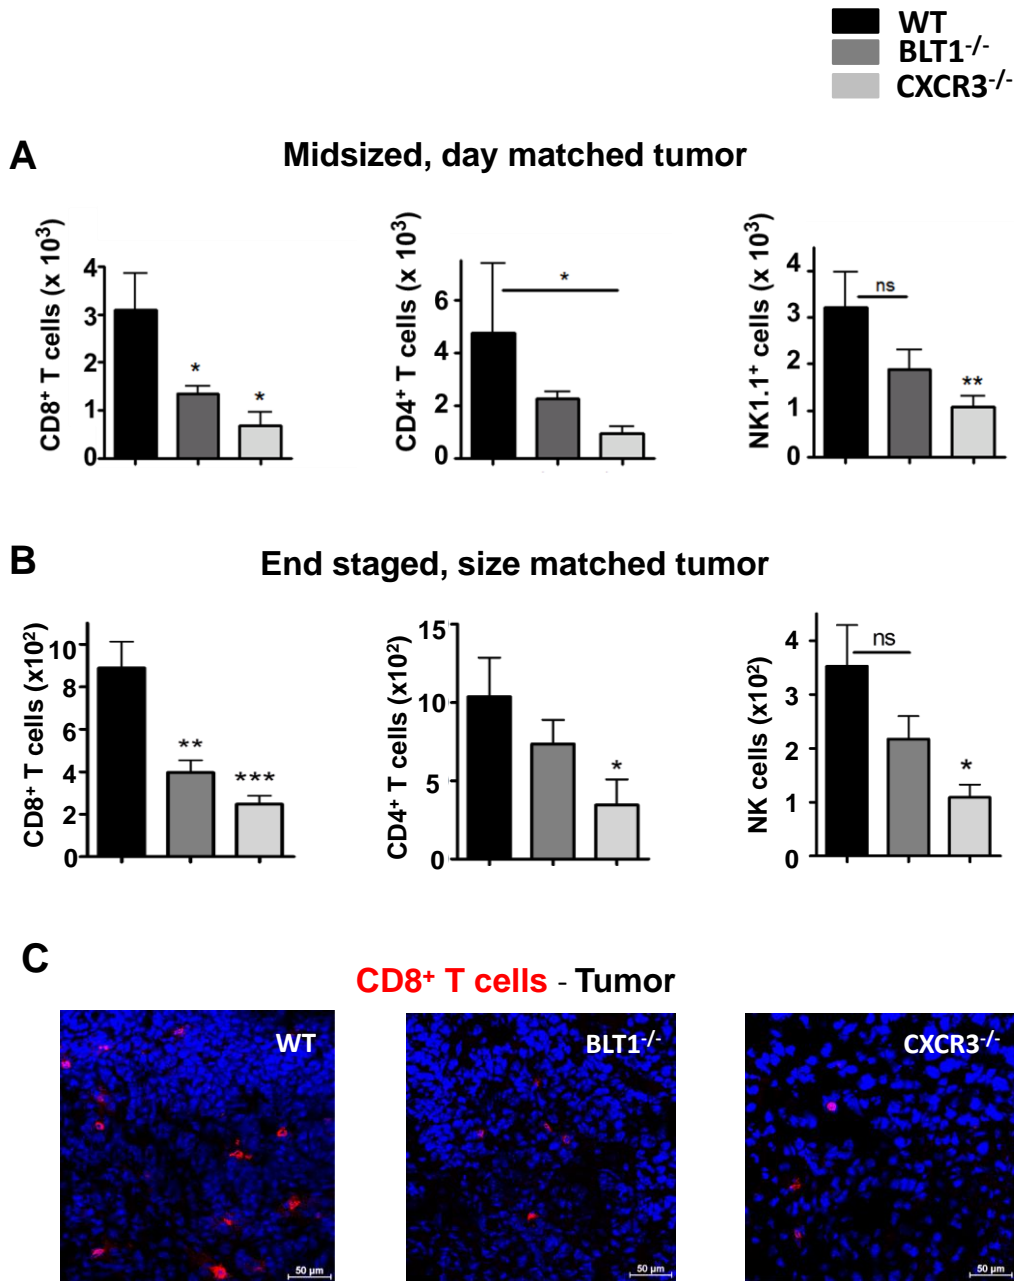 WT
BLT1-/-
CXCR3-/-
A
Midsized, day matched tumor
CD8+ T cells (x 10³)
4
3
2
1
0
*
*
CD4+ T cells (x 10³)
6
4
2
0
*
NK1.1+ cells (x 10³)
4
3
2
1
0
ns
**
B
End staged, size matched tumor
CD8+ T cells (x10²)
10
8
6
4
2
0
**
***
CD4+ T cells (x10²)
15
10
5
0
*
NK cells (x10²)
4
3
2
1
0
ns
*
C
CD8+ T cells - Tumor
WT
50 µm
BLT1-/-
50 µm
CXCR3-/-
50 µm